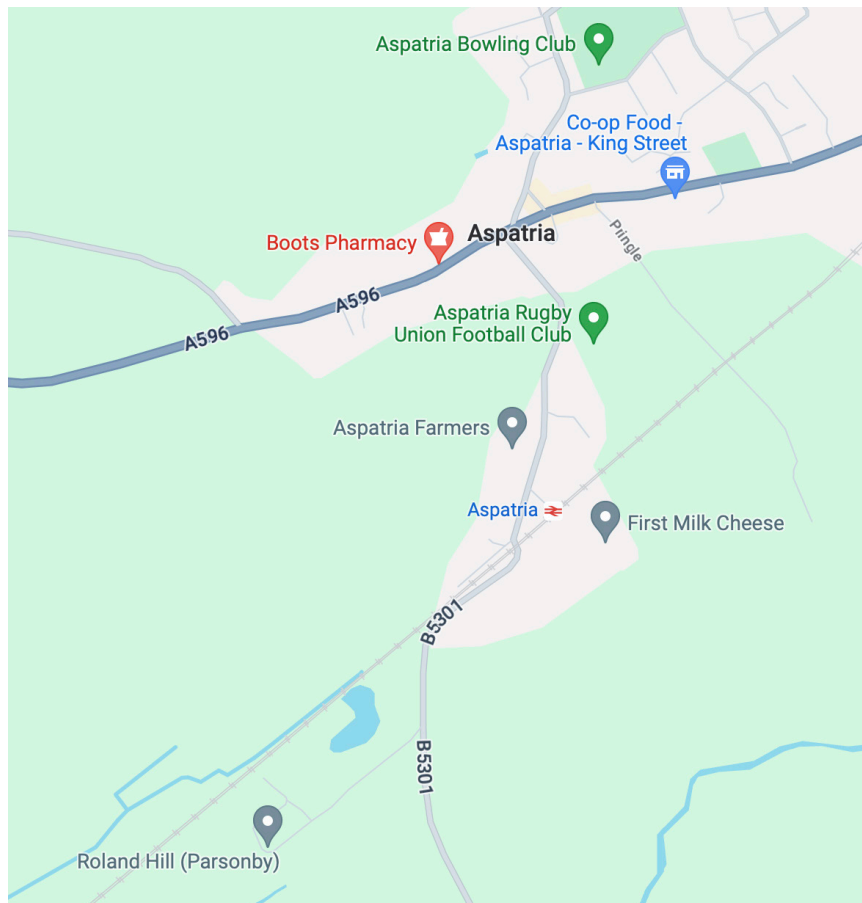 Aspatria Bowling Club
Co-op Food -
Aspatria - King Street
Pringle
Boots Pharmacy
Aspatria
A596
A596
Aspatria Rugby
Union Football Club
Aspatria Farmers
Aspatria
First Milk Cheese
B5301
B5301
Roland Hill (Parsonby)